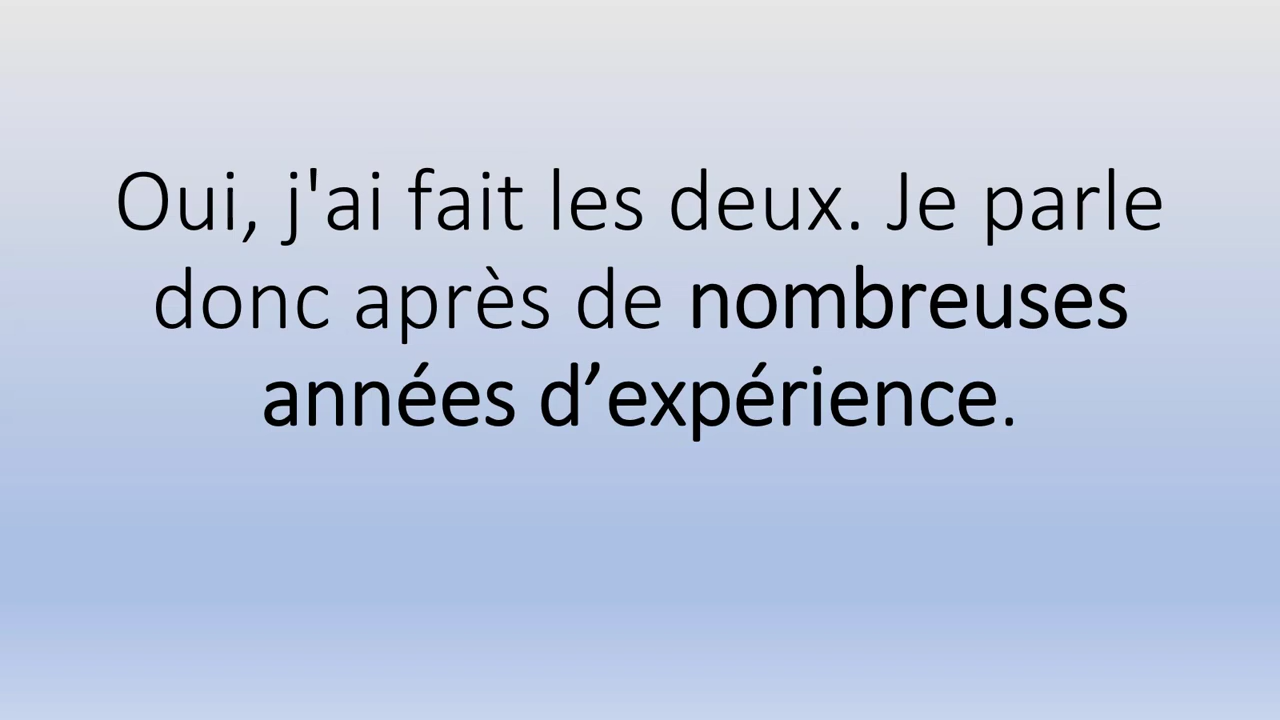 Oui, j'ai fait les deux. Je parle
donc après de nombreuses
années d’expérience.